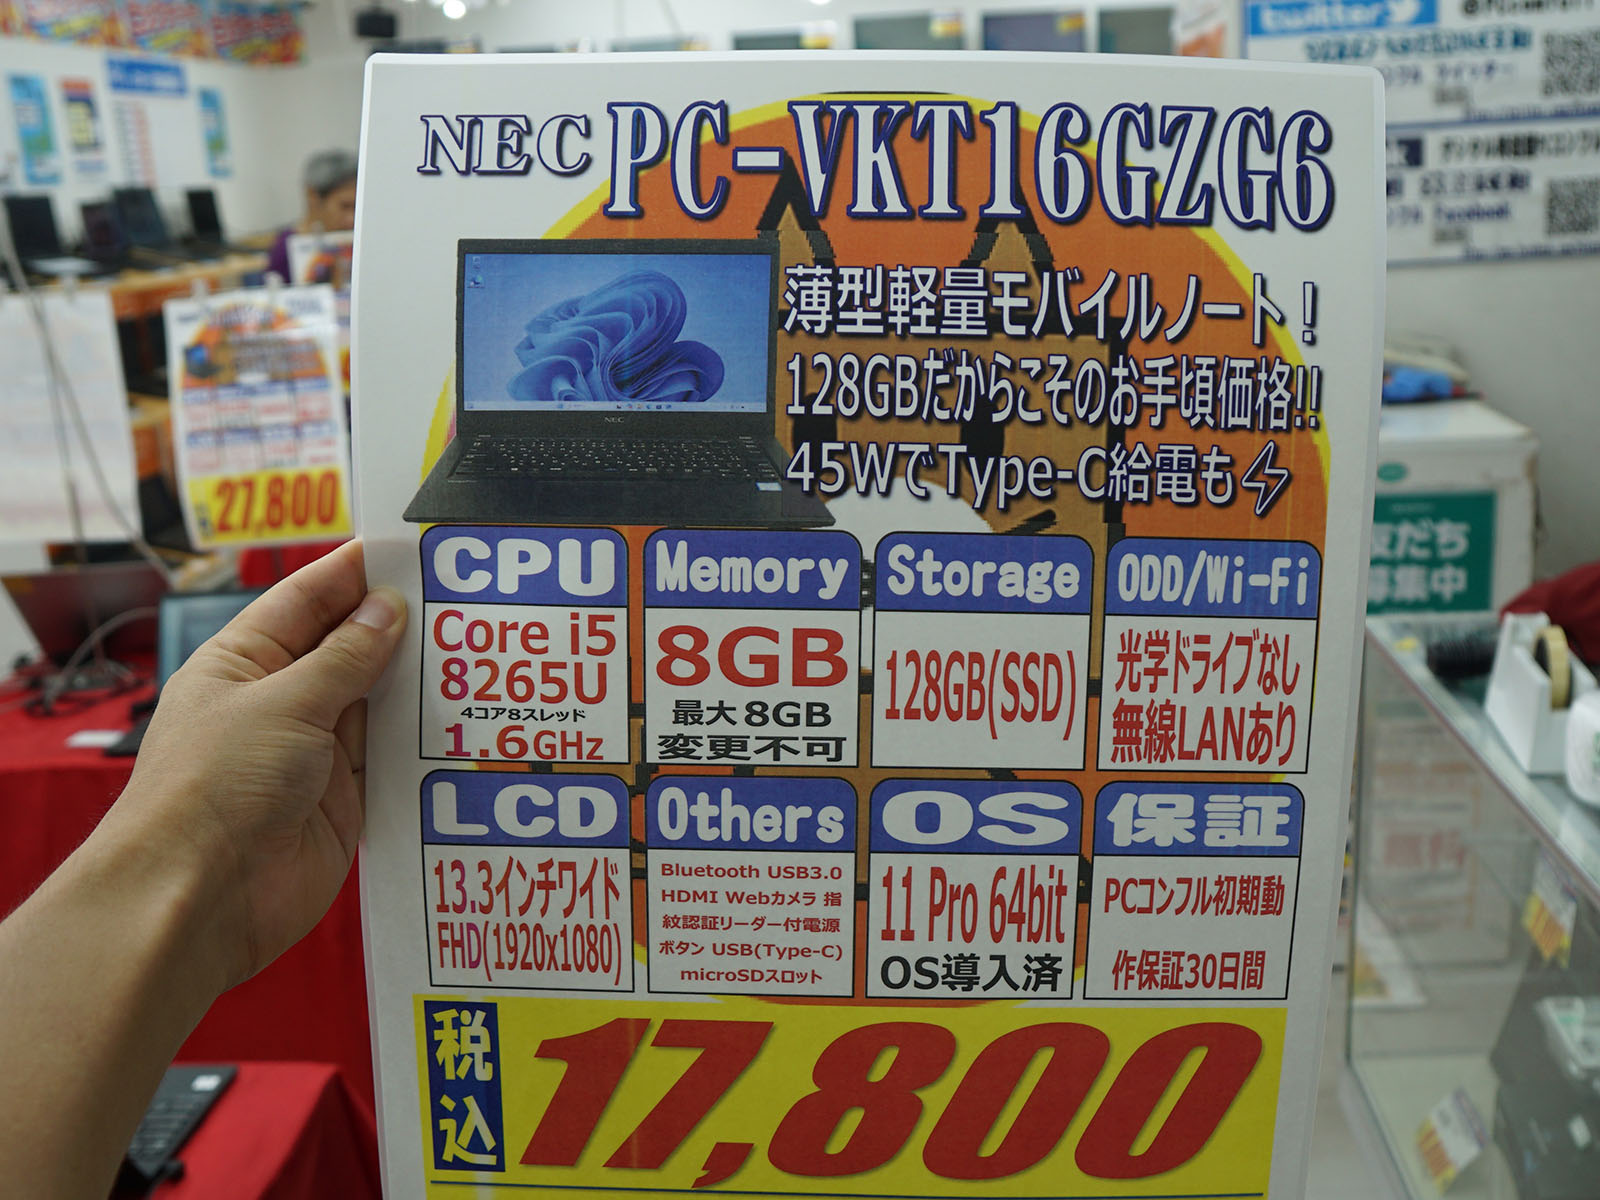 NEC PC-VKT16GZG6
薄型軽量モバイルノート！
128GBだからこそのお手頃価格!!
45WでType-C給電も
NEC
CPU
Core i5
8265U
4コア8スレッド
1.6GHz
Memory
8GB
最大8GB
変更不可
Storage
128GB(SSD)
ODD/Wi-Fi
光学ドライブなし
無線LANあり
LCD
13.3インチワイド
FHD(1920x1080)
Others
Bluetooth USB3.0
HDMI Webカメラ 指
紋認証リーダー付電源
ボタン USB(Type-C)
microSDスロット
OS
11 Pro 64bit
OS導入済
保証
PCコンフル初期動
作保証30日間
税込
17,800
27,800
twitter
友だち
募集中